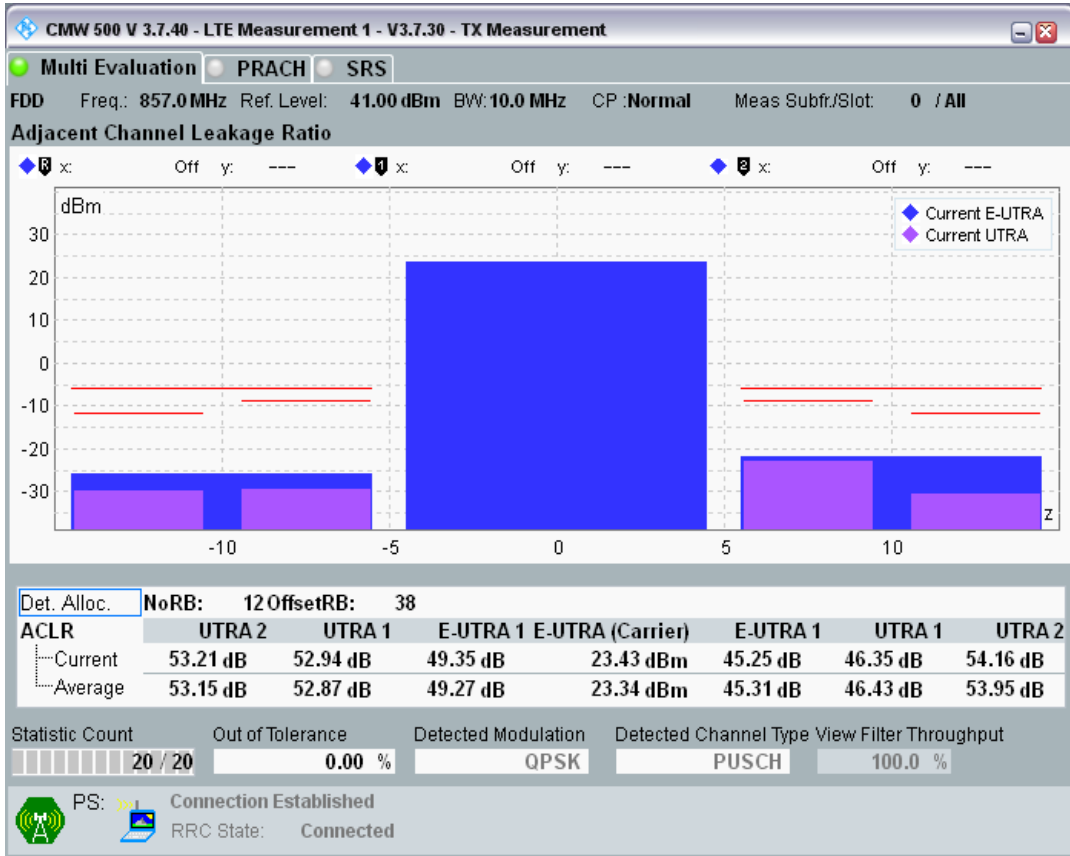 CMW 500 V 3.7.40 - LTE Measurement 1 - V3.7.30 - TX Measurement
Multi Evaluation PRACH SRS
FDD Freq.: 857.0 MHz Ref. Level: 41.00 dBm BW: 10.0 MHz CP :Normal Meas Subfr./Slot: 0 / All
Adjacent Channel Leakage Ratio
R x: Off y: --- 1 x: Off y: --- 2 x: Off y: ---
dBm
Current E-UTRA
Current UTRA
30
20
10
0
-10
-20
-30
z
-10 -5 0 5 10
Det. Alloc. NoRB: 12 OffsetRB: 38
ACLR UTRA 2 UTRA 1 E-UTRA 1 E-UTRA (Carrier) E-UTRA 1 UTRA 1 UTRA 2
Current 53.21 dB 52.94 dB 49.35 dB 23.43 dBm 45.25 dB 46.35 dB 54.16 dB
Average 53.15 dB 52.87 dB 49.27 dB 23.34 dBm 45.31 dB 46.43 dB 53.95 dB
Statistic Count Out of Tolerance Detected Modulation Detected Channel Type View Filter Throughput
20 / 20 0.00 % QPSK PUSCH 100.0 %
PS: Connection Established
RRC State: Connected